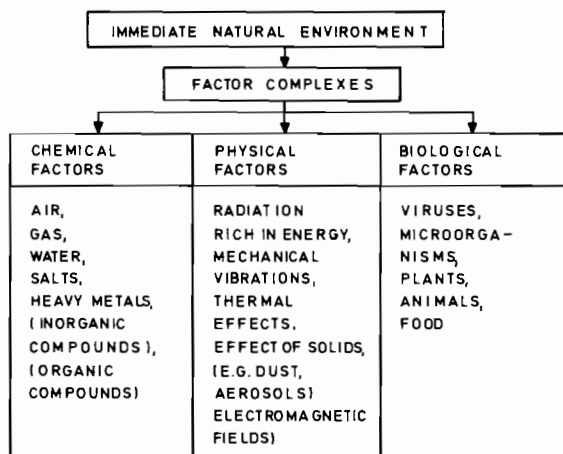 IMMEDIATE NATURAL ENVIRONMENT
FACTOR COMPLEXES
CHEMICAL
FACTORS
AIR,
GAS,
WATER,
SALTS,
HEAVY METALS,
(INORGANIC
COMPOUNDS),
(ORGANIC
COMPOUNDS)
PHYSICAL
FACTORS
RADIATION
RICH IN ENERGY,
MECHANICAL
VIBRATIONS,
THERMAL
EFFECTS,
EFFECT OF SOLIDS,
(E.G. DUST,
AEROSOLS)
ELECTROMAGNETIC
FIELDS)
BIOLOGICAL
FACTORS
VIRUSES,
MICROORGA-
NISMS,
PLANTS,
ANIMALS,
FOOD